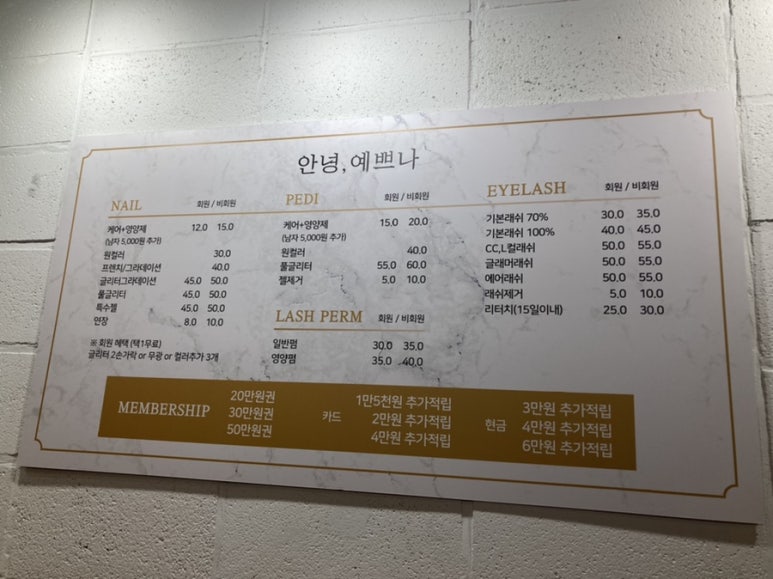 안녕, 예쁘나
NAIL 회원 / 비회원
케어+영양제 12.0 15.0
(남자 5,000원 추가)
원컬러 30.0
프렌치/그라데이션 40.0
글리터그라데이션 45.0 50.0
풀글리터 45.0 50.0
특수젤 45.0 50.0
연장 8.0 10.0
※ 회원 혜택 (택1무료)
글리터 2손가락 or 무광 or 컬러추가 3개
PEDI 회원 / 비회원
케어+영양제 15.0 20.0
(남자 5,000원 추가)
원컬러 40.0
풀글리터 55.0 60.0
젤제거 5.0 10.0
LASH PERM 회원 / 비회원
일반펌 30.0 35.0
영양펌 35.0 40.0
EYELASH 회원 / 비회원
기본래쉬 70% 30.0 35.0
기본래쉬 100% 40.0 45.0
CC,L컬래쉬 50.0 55.0
글래머래쉬 50.0 55.0
에어래쉬 50.0 55.0
래쉬제거 5.0 10.0
리터치(15일이내) 25.0 30.0
MEMBERSHIP
20만원권
30만원권
50만원권
카드
1만5천원 추가적립
2만원 추가적립
4만원 추가적립
현금
3만원 추가적립
4만원 추가적립
6만원 추가적립